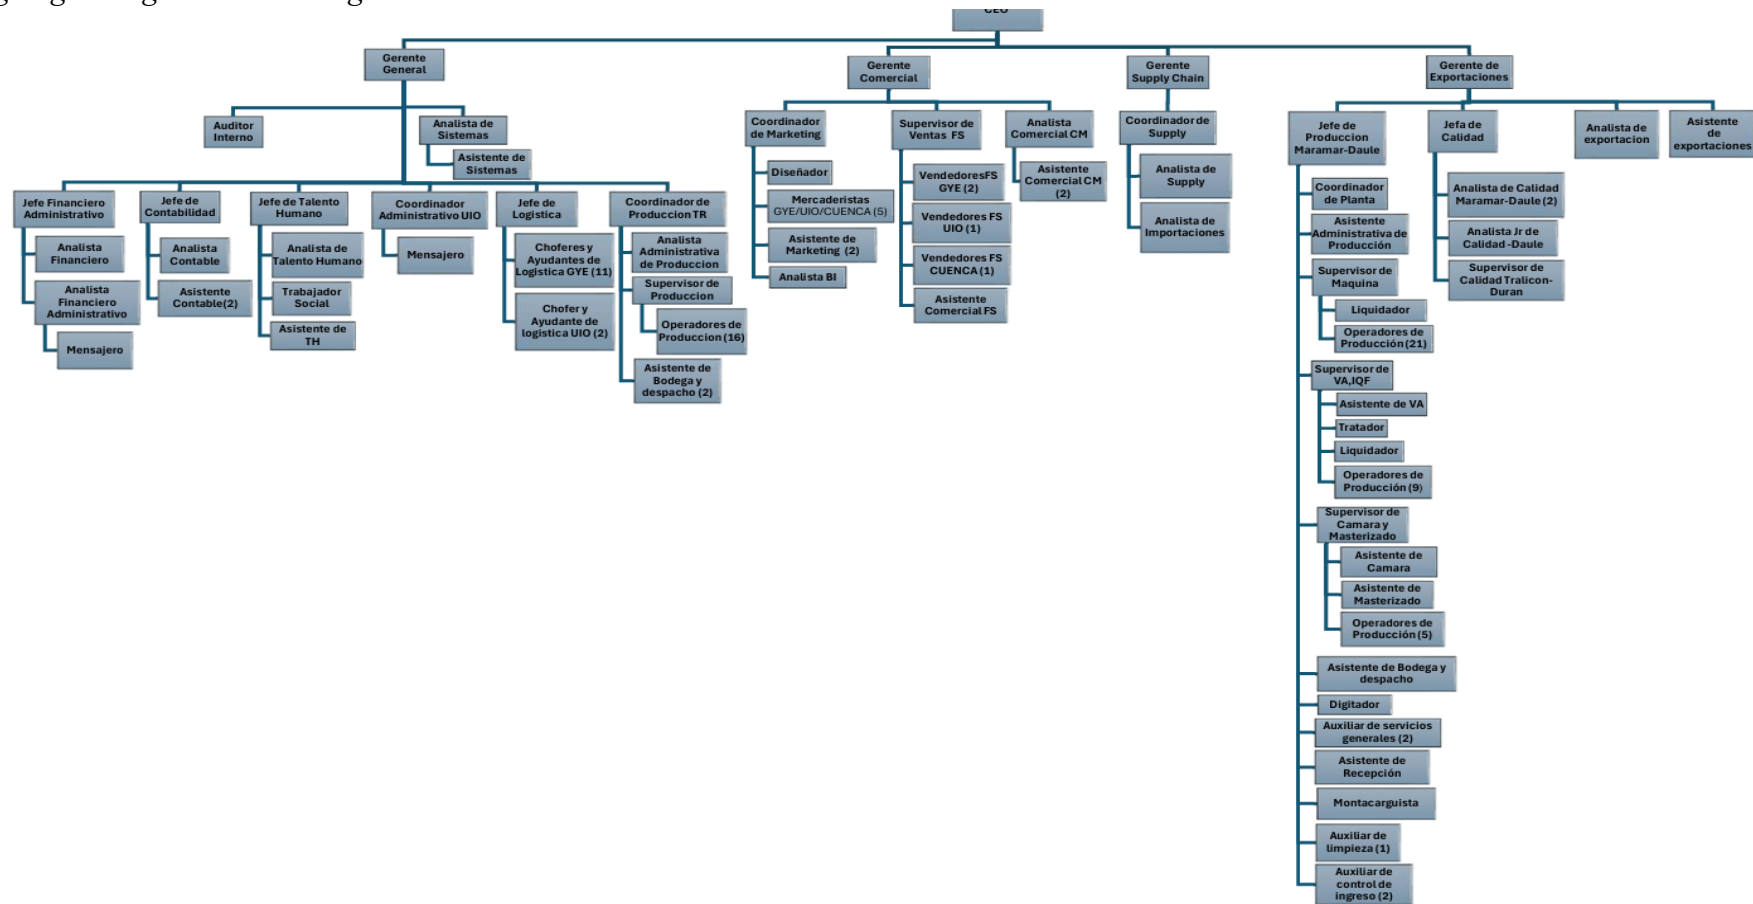 CEO
Gerente
General
Gerente
Comercial
Gerente
Supply Chain
Gerente de
Exportaciones
Auditor
Interno
Analista de
Sistemas
Asistente de
Sistemas
Jefe Financiero
Administrativo
Analista
Financiero
Analista
Financiero
Administrativo
Mensajero
Jefe de
Contabilidad
Analista
Contable
Asistente
Contable(2)
Jefe de Talento
Humano
Analista de
Talento Humano
Trabajador
Social
Asistente de
TH
Coordinador
Administrativo UIO
Mensajero
Jefe de
Logistica
Choferes y
Ayudantes de
Logistica GYE (11)
Chofer y
Ayudante de
logistica UIO (2)
Coordinador de
Produccion TR
Analista
Administrativa
de Produccion
Supervisor de
Produccion
Operadores de
Produccion (16)
Asistente de
Bodega y
despacho (2)
Coordinador
de Marketing
Diseñador
Mercaderistas
GYE/UIO/CUENCA (5)
Asistente de
Marketing (2)
Analista BI
Supervisor de
Ventas FS
VendedoresFS
GYE (2)
Vendedores FS
UIO (1)
Vendedores FS
CUENCA (1)
Asistente
Comercial FS
Analista
Comercial CM
Asistente
Comercial CM
(2)
Coordinador de
Supply
Analista de
Supply
Analista de
Importaciones
Jefe de
Produccion
Maramar-Daule
Coordinador
de Planta
Asistente
Administrativa de
Producción
Supervisor de
Maquina
Liquidador
Operadores de
Producción (21)
Supervisor de
VA,IQF
Asistente de VA
Tratador
Liquidador
Operadores de
Producción (9)
Supervisor de
Camara y
Masterizado
Asistente de
Camara
Asistente de
Masterizado
Operadores de
Producción (5)
Asistente de Bodega y
despacho
Digitador
Auxiliar de servicios
generales (2)
Asistente de
Recepción
Montacarguista
Auxiliar de
limpieza (1)
Auxiliar de
control de
ingreso (2)
Jefa de
Calidad
Analista de Calidad
Maramar-Daule (2)
Analista Jr de
Calidad -Daule
Supervisor de
Calidad Tralicon-
Duran
Analista de
exportacion
Asistente
de
exportaciones